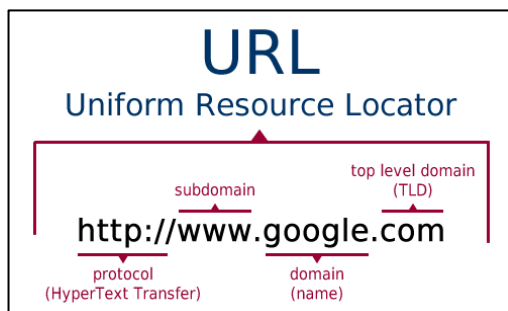 URL
Uniform Resource Locator
top level domain
(TLD)
subdomain
http://www.google.com
protocol
(HyperText Transfer)
domain
(name)